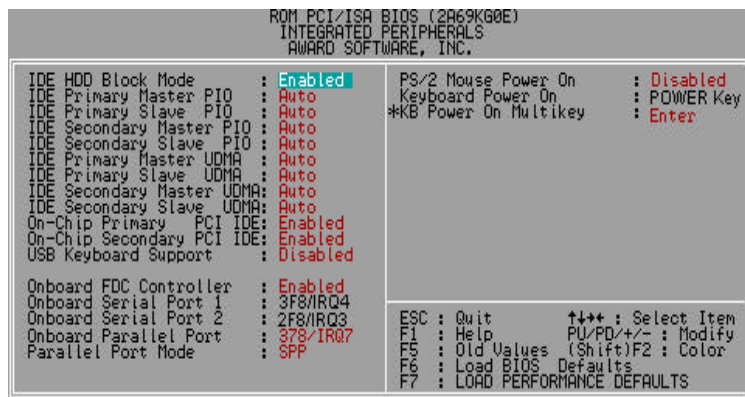 ROM PCI/ISA BIOS (2A69KG0E)
INTEGRATED PERIPHERALS
AWARD SOFTWARE, INC.
IDE HDD Block Mode : Enabled
IDE Primary Master PIO : Auto
IDE Primary Slave PIO : Auto
IDE Secondary Master PIO : Auto
IDE Secondary Slave PIO : Auto
IDE Primary Master UDMA : Auto
IDE Primary Slave UDMA : Auto
IDE Secondary Master UDMA: Auto
IDE Secondary Slave UDMA: Auto
On-Chip Primary PCI IDE: Enabled
On-Chip Secondary PCI IDE: Enabled
USB Keyboard Support : Disabled
Onboard FDC Controller : Enabled
Onboard Serial Port 1 : 3F8/IRQ4
Onboard Serial Port 2 : 2F8/IRQ3
Onboard Parallel Port : 378/IRQ7
Parallel Port Mode : SPP
PS/2 Mouse Power On : Disabled
Keyboard Power On : POWER Key
*KB Power On Multikey : Enter
ESC : Quit ↑↓→← : Select Item
F1 : Help PU/PD/+/- : Modify
F5 : Old Values (Shift)F2 : Color
F6 : Load BIOS Defaults
F7 : LOAD PERFORMANCE DEFAULTS